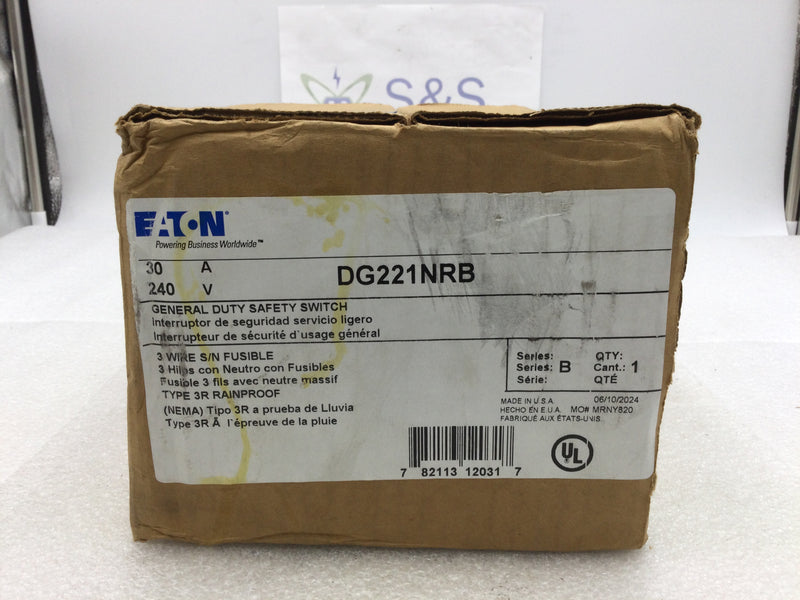 S&S
EATON®
Powering Business Worldwide™
30 A
240 V
DG221NRB
GENERAL DUTY SAFETY SWITCH
interruptor de seguridad servicio ligero
Interrupteur de sécurité d'usage général
3 WIRE S/N FUSIBLE
3 Hilos con Neutro con Fusibles
Fusible 3 fils avec neutre massif
TYPE 3R RAINPROOF
(NEMA) Tipo 3R a prueba de Lluvia
Type 3R Ã l'épreuve de la pluie
Series:
Series: B
Série:
QTY:
Cant.: 1
QTÉ
MADE IN U.S.A. 06/10/2024
HECHO EN E.U.A. MO# MRNY820
FABRIQUÉ AUX ÉTATS-UNIS.
7 82113 12031 7
UL